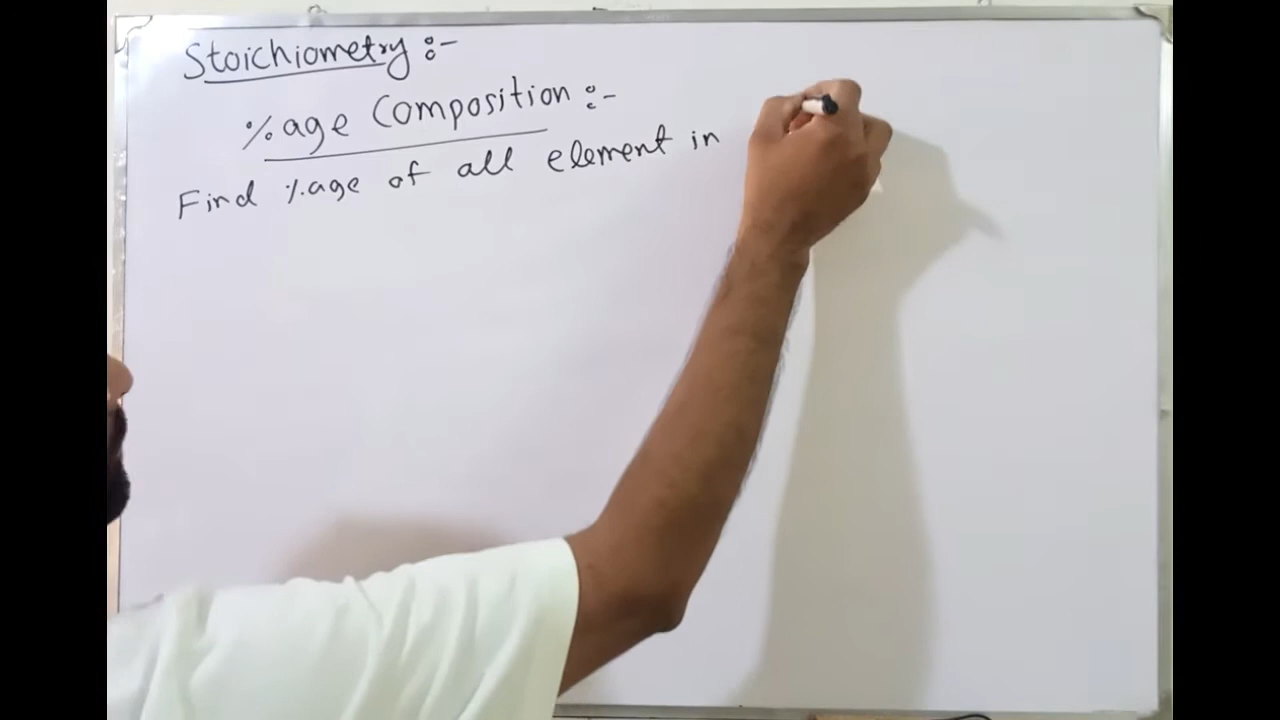 Stoichiometry :-
%age Composition :-
Find %age of all element in